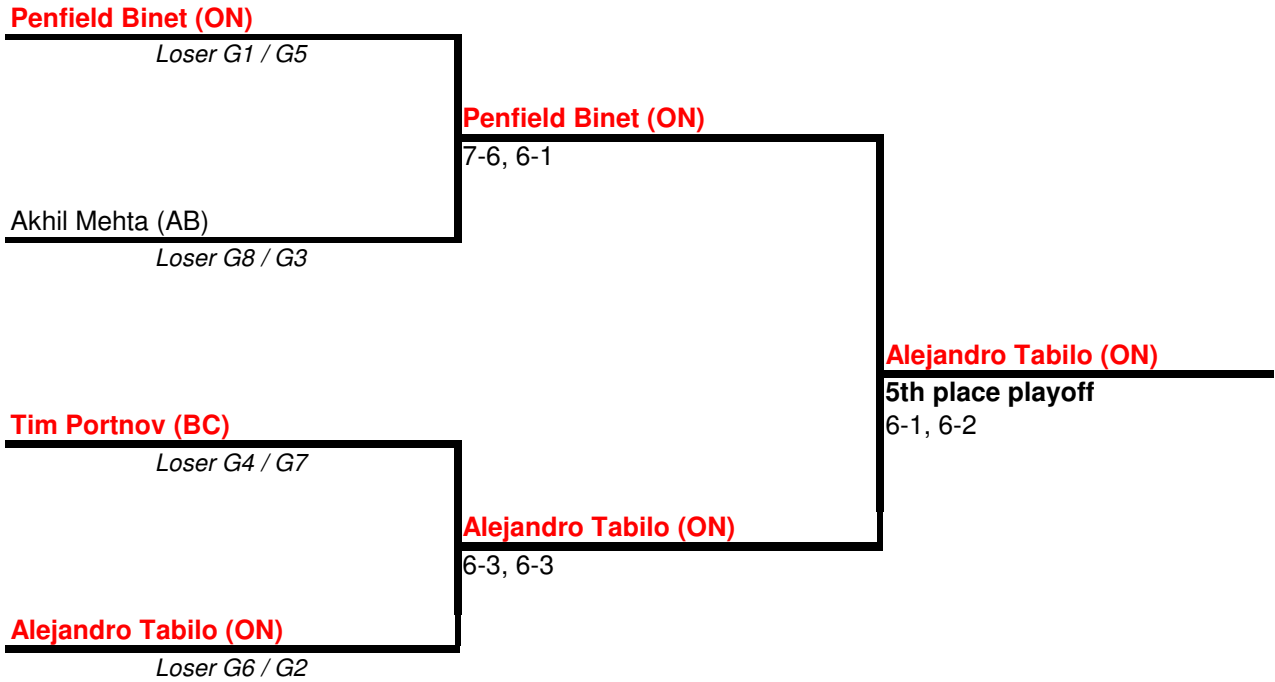 Penfield Binet (ON)
Loser G1 / G5
Penfield Binet (ON)
7-6, 6-1
Akhil Mehta (AB)
Loser G8 / G3
Alejandro Tabilo (ON)
5th place playoff
6-1, 6-2
Tim Portnov (BC)
Loser G4 / G7
Alejandro Tabilo (ON)
6-3, 6-3
Alejandro Tabilo (ON)
Loser G6 / G2